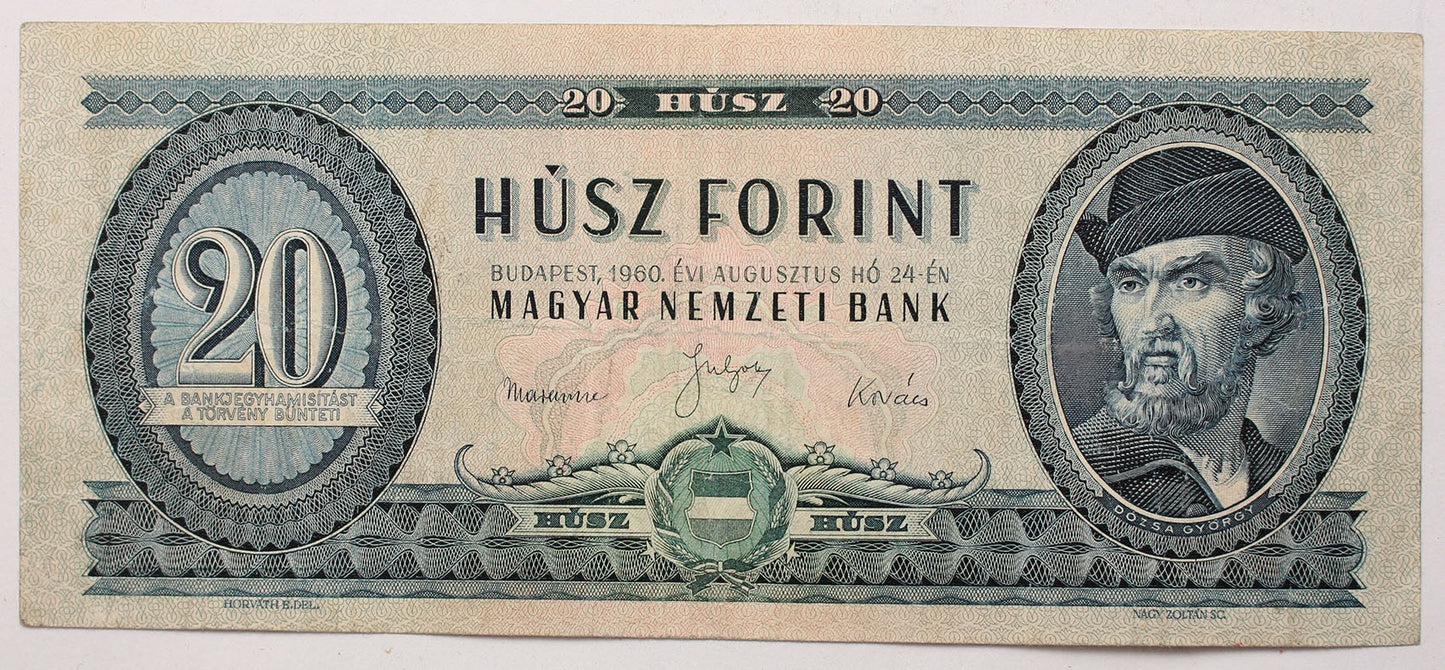 20 HÚSZ 20
HÚSZ FORINT
BUDAPEST, 1960. ÉVI AUGUSZTUS HÓ 24-ÉN
MAGYAR NEMZETI BANK
20
A BANKJEGYHAMISÍTÁST
A TÖRVÉNY BÜNTETI
Kovács
HÚSZ HÚSZ
DÓZSA GYÖRGY
HORVÁTH E. DEL.
NAGY ZOLTÁN SC.